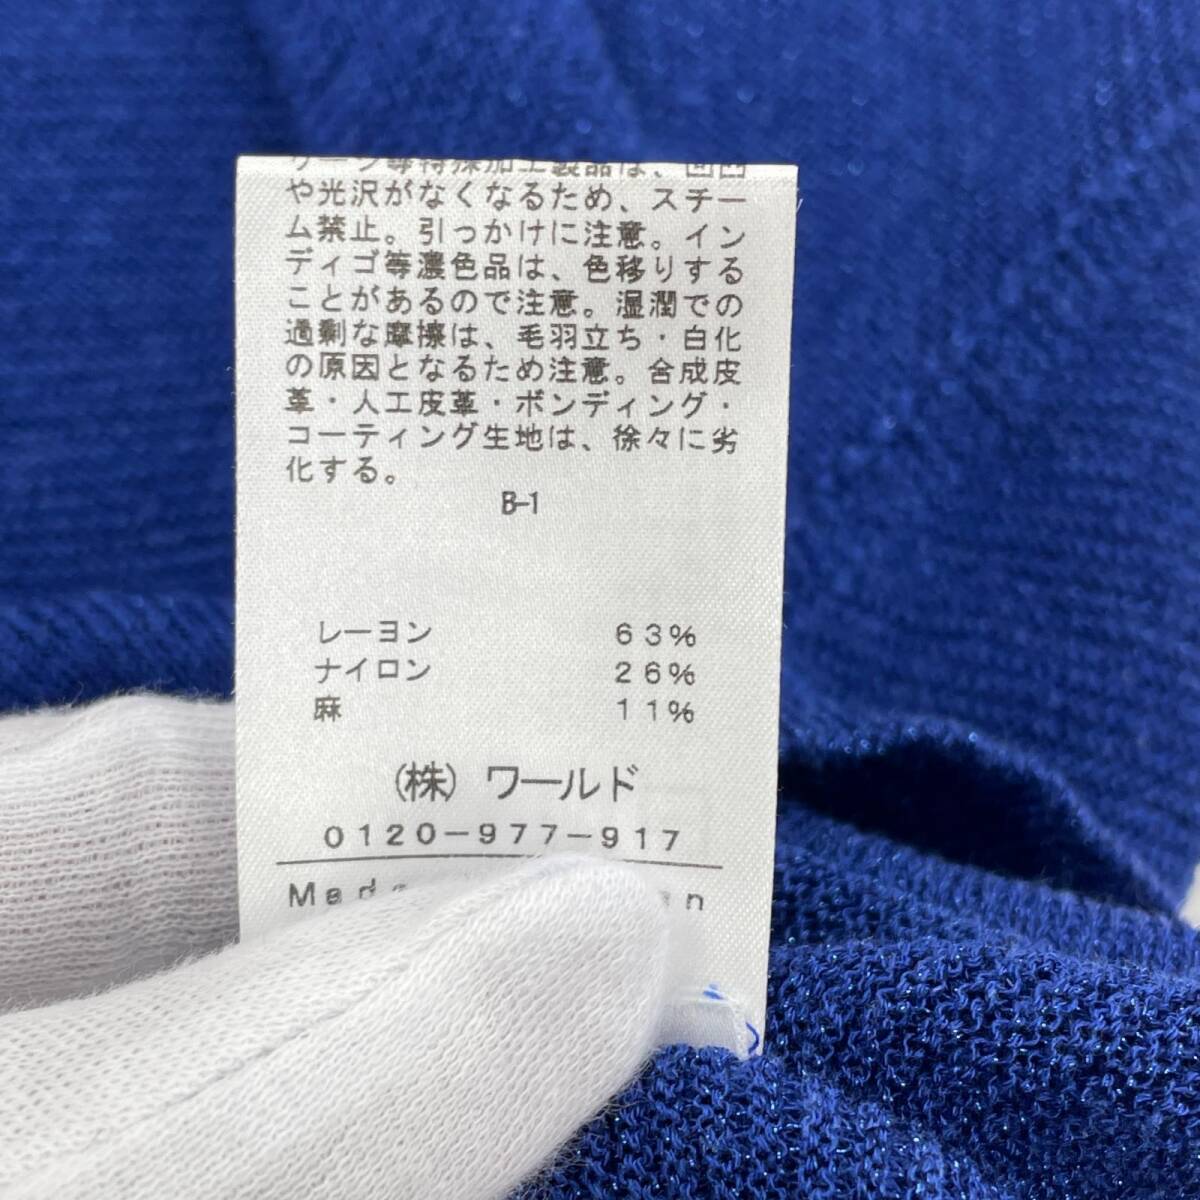 や光沢がなくなるため、スチー
ム禁止。引っかけに注意。イン
ディゴ等濃色品は、色移りする
ことがあるので注意。湿潤での
過剰な摩擦は、毛羽立ち・白化
の原因となるため注意。合成皮
革・人工皮革・ボンディング・
コーティング生地は、徐々に劣
化する。
B-1
レーヨン 63%
ナイロン 26%
麻 11%
(株) ワールド
0120-977-917